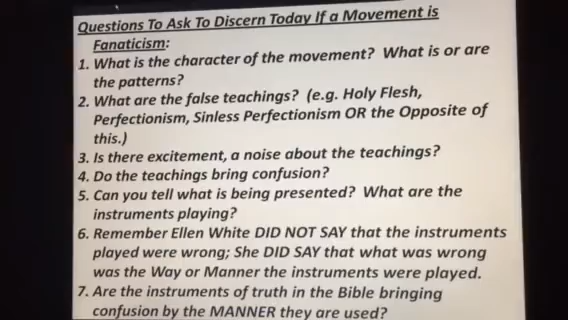 Questions To Ask To Discern Today If a Movement is
Fanaticism:
1. What is the character of the movement? What is or are
the patterns?
2. What are the false teachings? (e.g. Holy Flesh,
Perfectionism, Sinless Perfectionism OR the Opposite of
this.)
3. Is there excitement, a noise about the teachings?
4. Do the teachings bring confusion?
5. Can you tell what is being presented? What are the
instruments playing?
6. Remember Ellen White DID NOT SAY that the instruments
played were wrong; She DID SAY that what was wrong
was the Way or Manner the instruments were played.
7. Are the instruments of truth in the Bible bringing
confusion by the MANNER they are used?